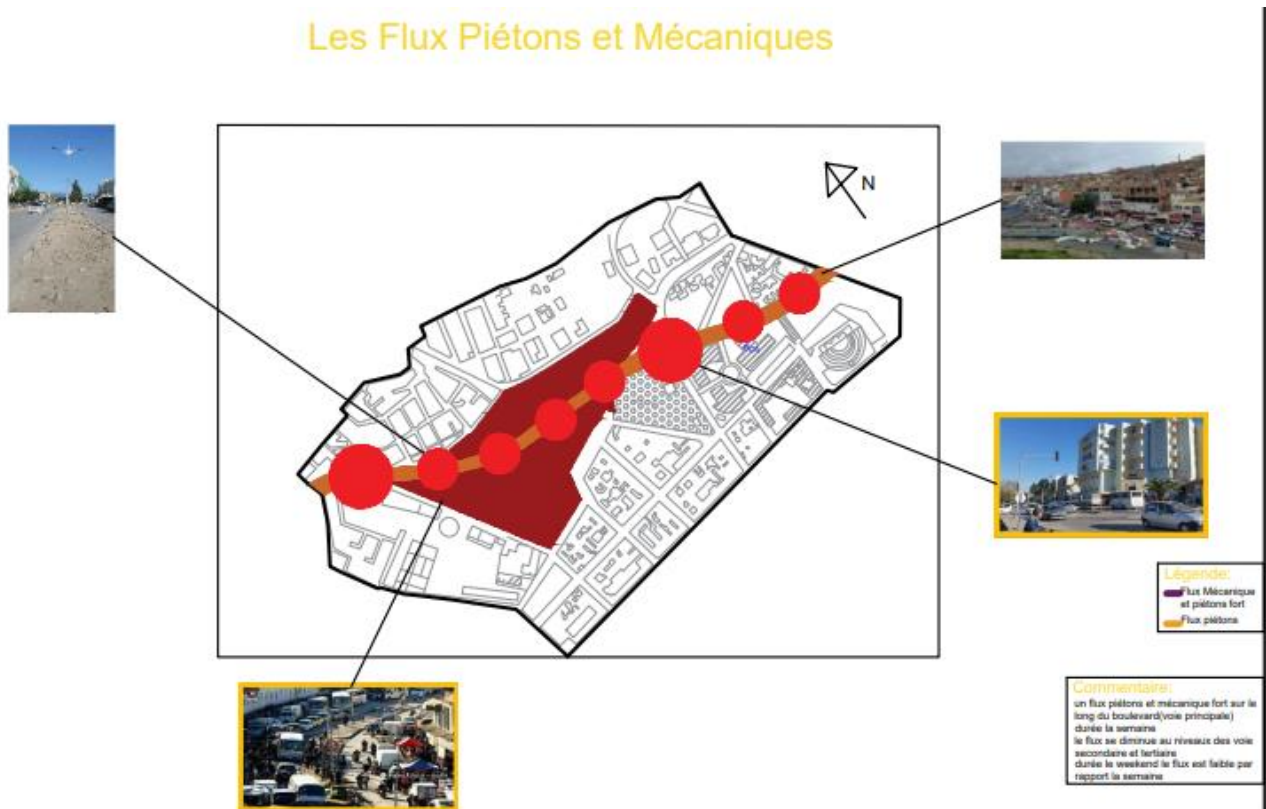 Les Flux Piétons et Mécaniques
N
Légende:
Flux Mécanique
et piétons fort
Flux piétons
Commentaire:
un flux piétons et mécanique fort sur le
long du boulevard(voie principale)
durée la semaine
le flux se diminue au niveaux des voie
secondaire et tertiaire
durée le weekend le flux est faible par
rapport la semaine